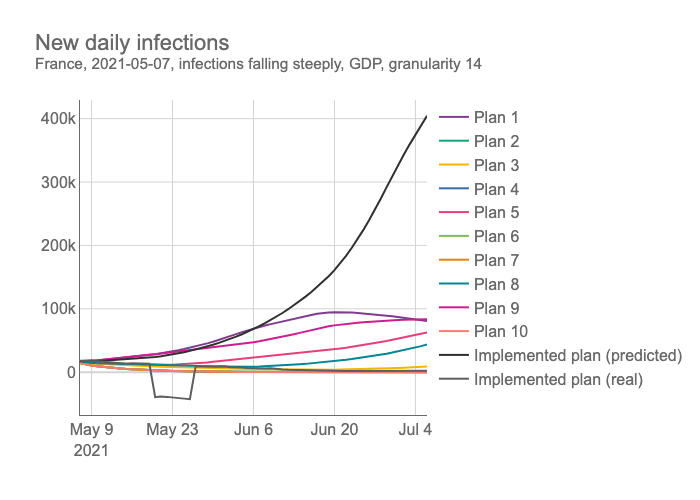 New daily infections
France, 2021-05-07, infections falling steeply, GDP, granularity 14
400k
300k
200k
100k
0
May 9
2021
May 23
Jun 6
Jun 20
Jul 4
Plan 1
Plan 2
Plan 3
Plan 4
Plan 5
Plan 6
Plan 7
Plan 8
Plan 9
Plan 10
Implemented plan (predicted)
Implemented plan (real)